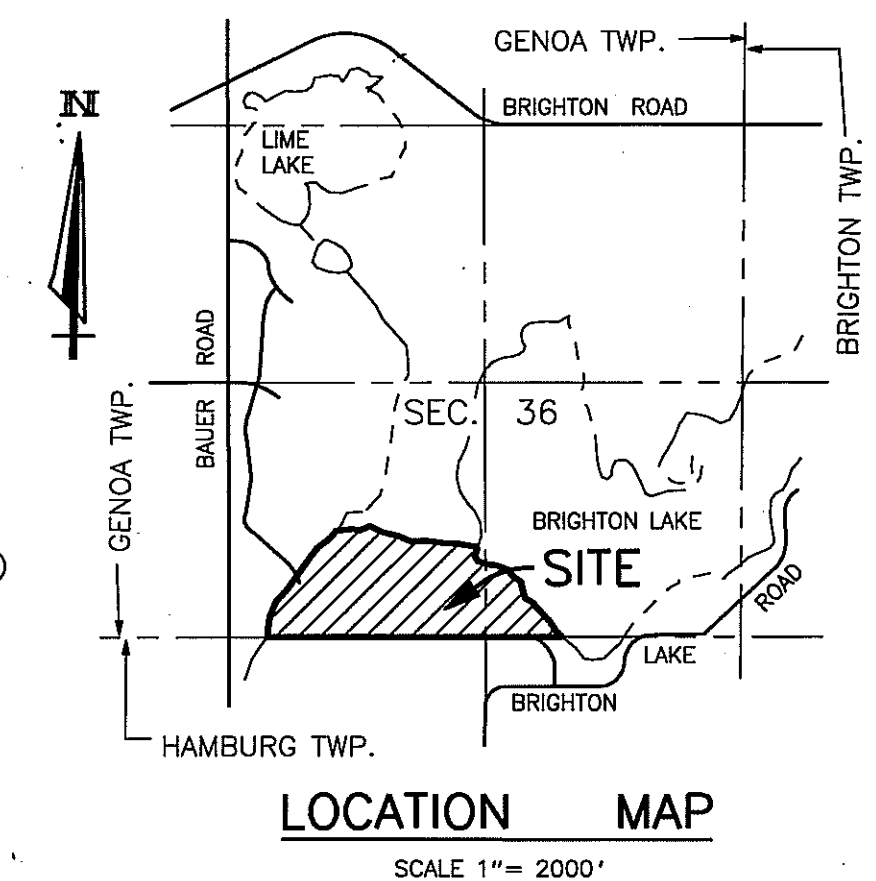 GENOA TWP.
N
BRIGHTON ROAD
LIME
LAKE
BRIGHTON TWP.
BAUER ROAD
GENOA TWP.
SEC. 36
BRIGHTON LAKE
SITE
ROAD
LAKE
BRIGHTON
HAMBURG TWP.
LOCATION MAP
SCALE 1"= 2000'